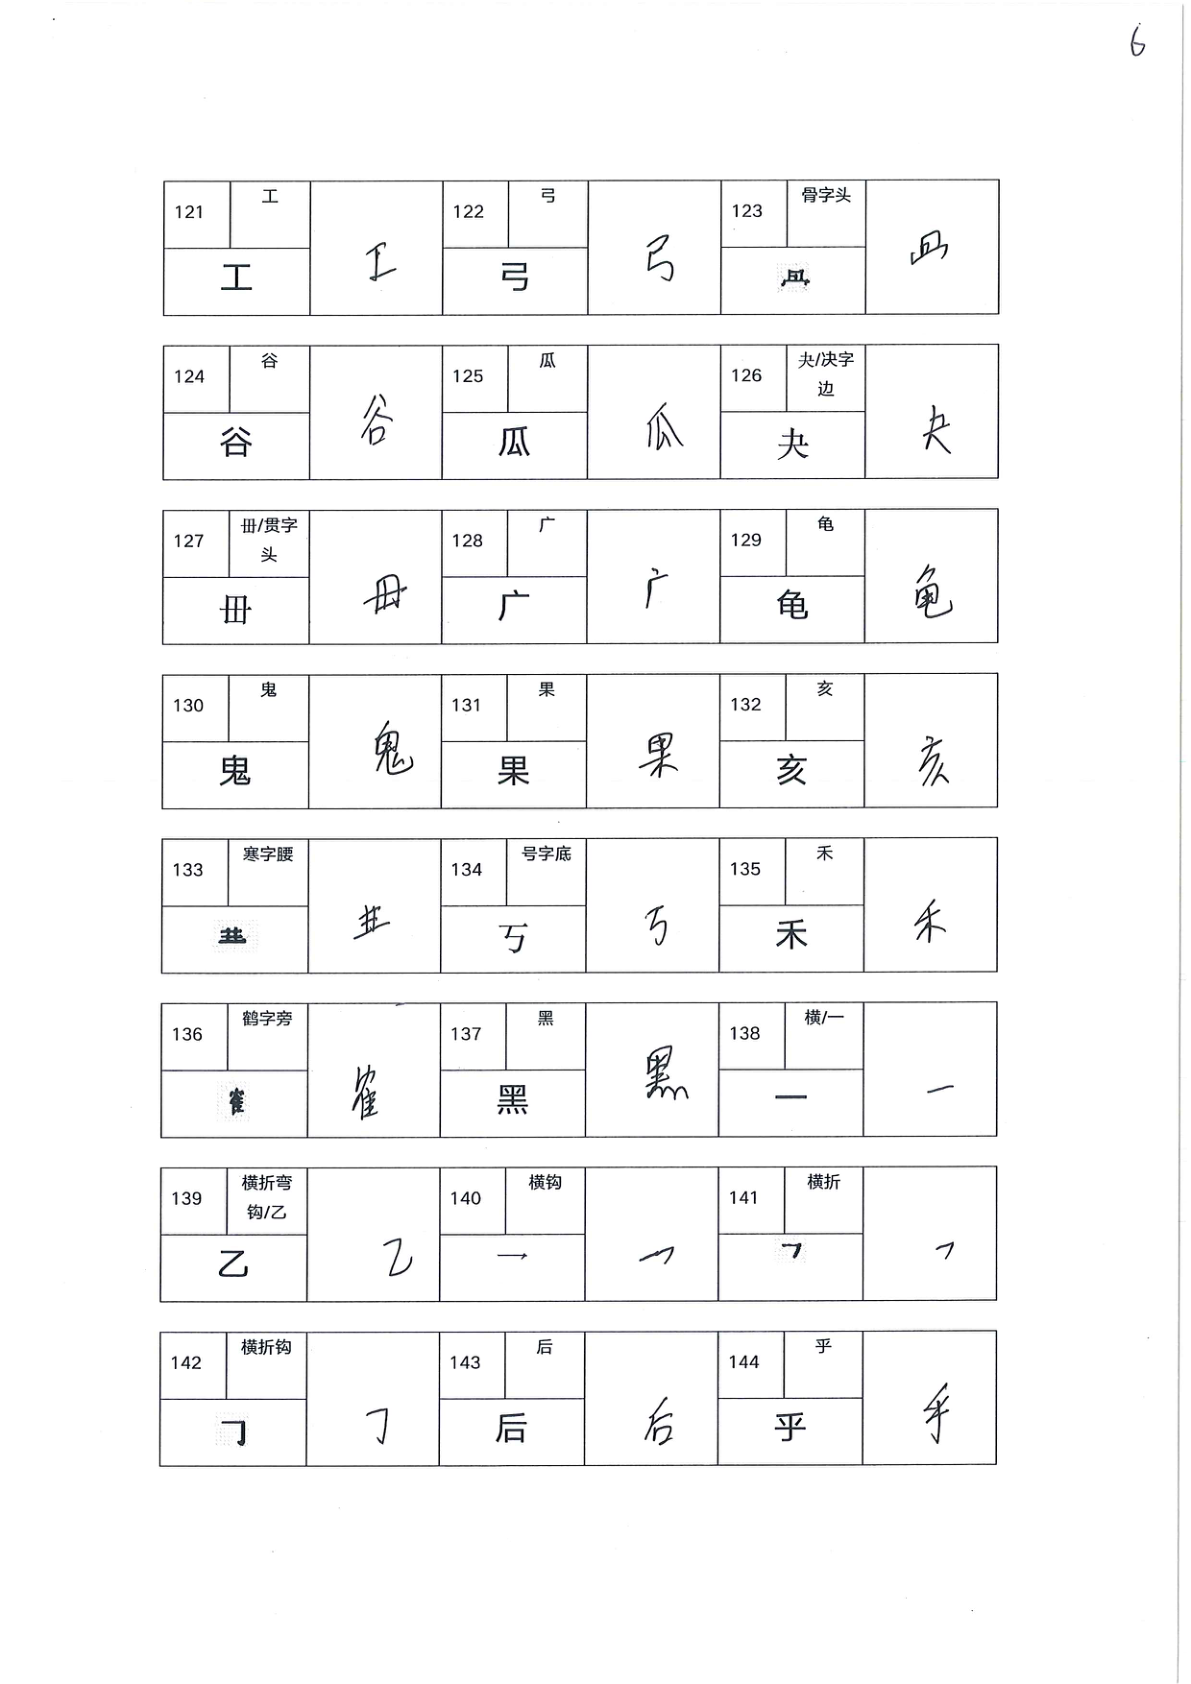 6
121 工 工 工
122 弓 弓 弓
123 骨字头
124 谷 谷 谷
125 瓜 瓜 瓜
126 夬/决字边 夬 夬
127 毌/贯字头 毌 毌
128 广 广 广
129 龟 龟 龟
130 鬼 鬼 鬼
131 果 果 果
132 亥 亥 亥
133 寒字腰
134 号字底 丂 丂
135 禾 禾 禾
136 鹤字旁 隺 隺
137 黑 黑 黑
138 横/一 一 一
139 横折弯钩/乙 乙 乙
140 横钩 乛 乛
141 横折 𠃍 𠃍
142 横折钩 𠃌 𠃌
143 后 后 后
144 乎 乎 乎